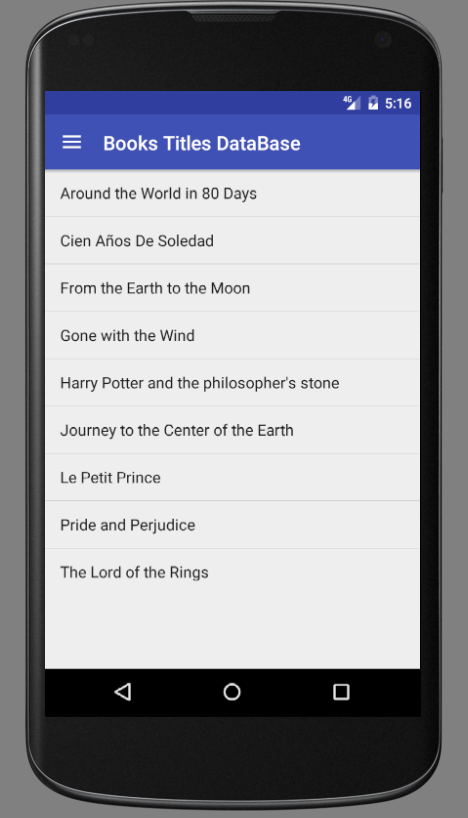 4G 5:16
Books Titles DataBase
Around the World in 80 Days
Cien Años De Soledad
From the Earth to the Moon
Gone with the Wind
Harry Potter and the philosopher's stone
Journey to the Center of the Earth
Le Petit Prince
Pride and Perjudice
The Lord of the Rings